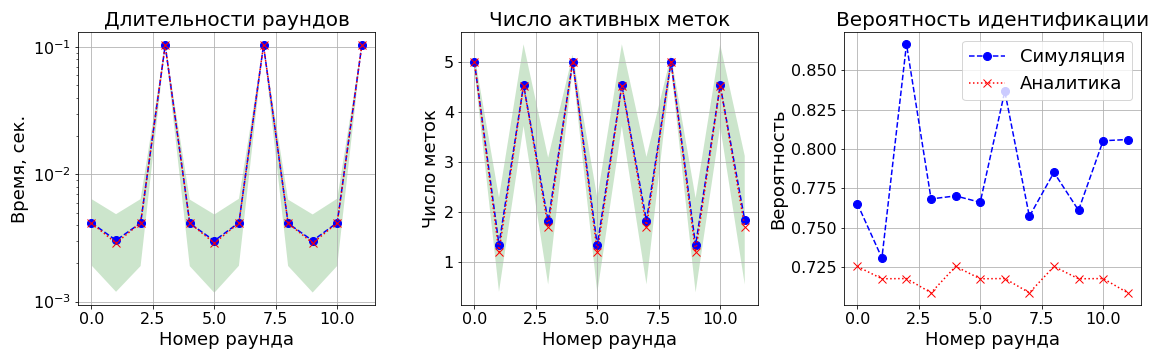 Длительности раундов
Время, сек.
10⁻¹
10⁻²
10⁻³
0.0 2.5 5.0 7.5 10.0
Номер раунда
Число активных меток
Число меток
5
4
3
2
1
0.0 2.5 5.0 7.5 10.0
Номер раунда
Вероятность идентификации
Вероятность
0.850
0.825
0.800
0.775
0.750
0.725
Симуляция
Аналитика
0.0 2.5 5.0 7.5 10.0
Номер раунда